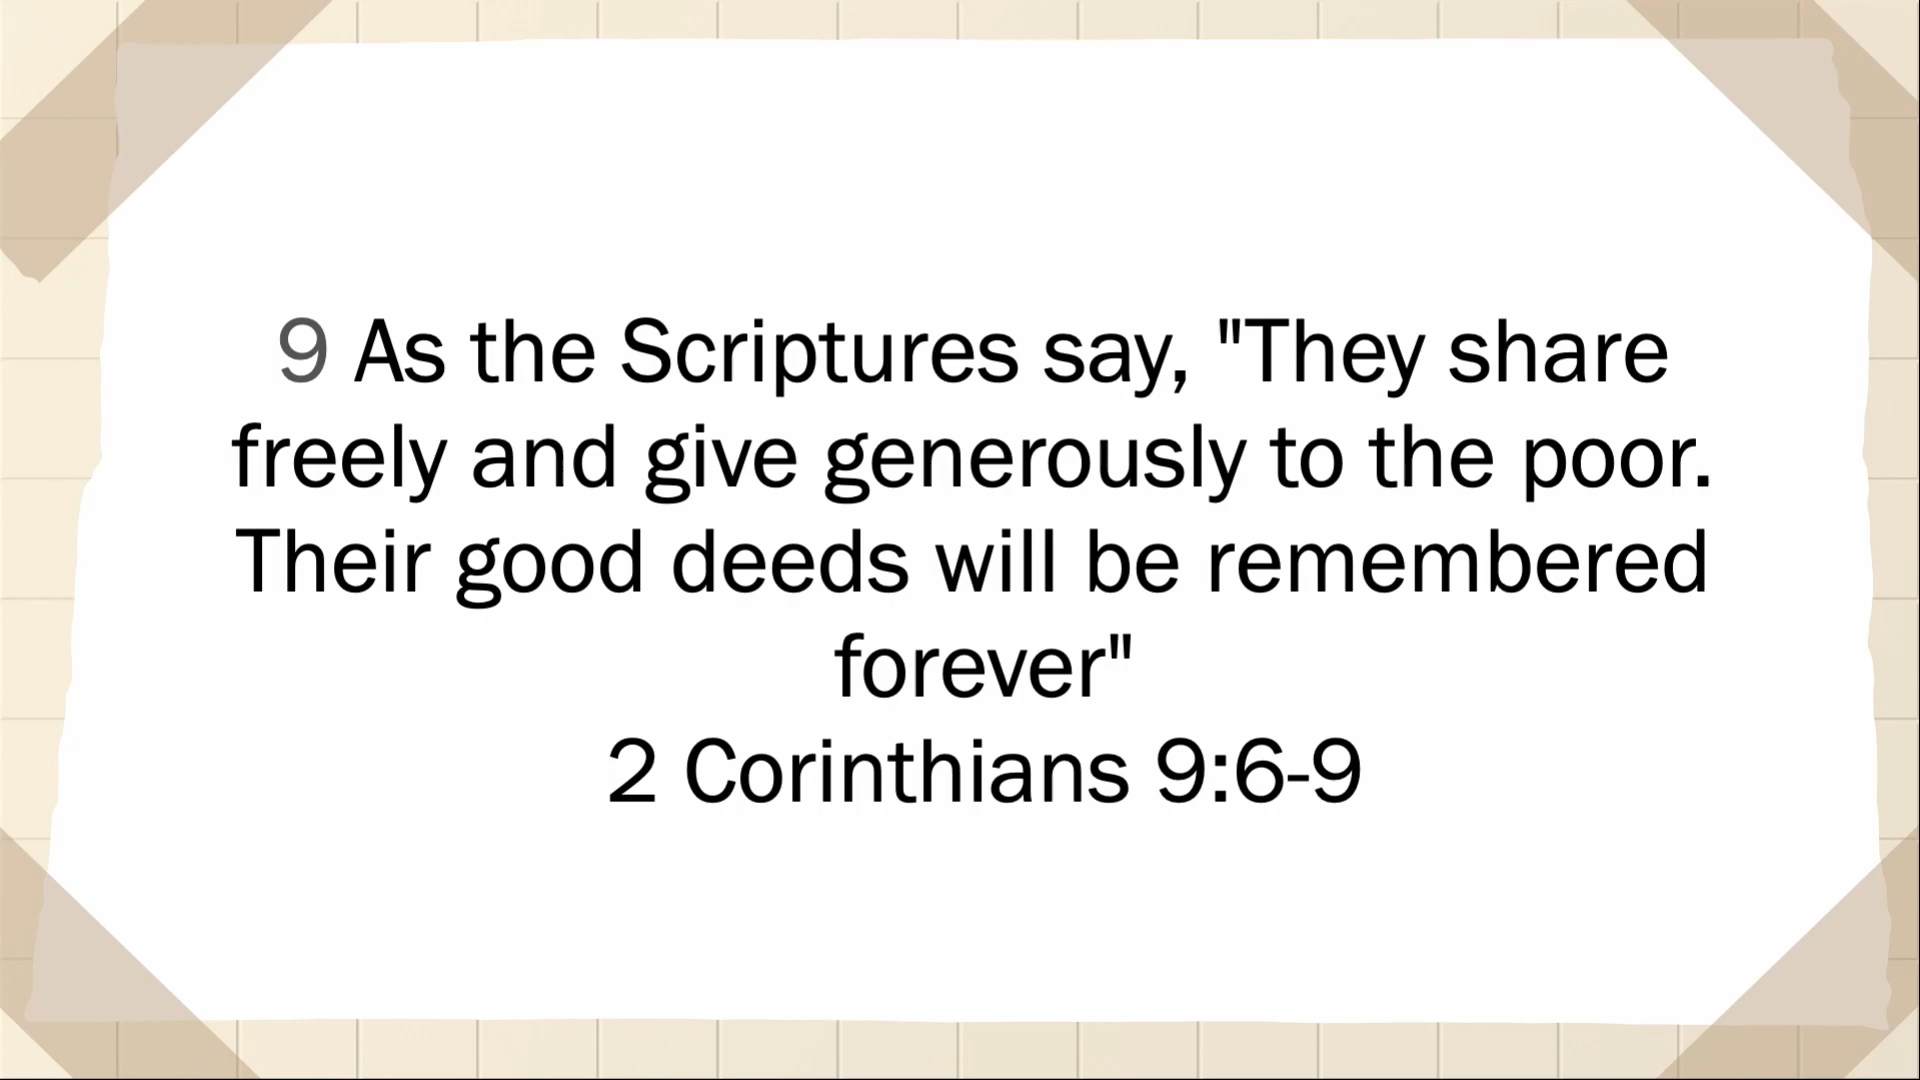 9 As the Scriptures say, "They share
freely and give generously to the poor.
Their good deeds will be remembered
forever"
2 Corinthians 9:6-9